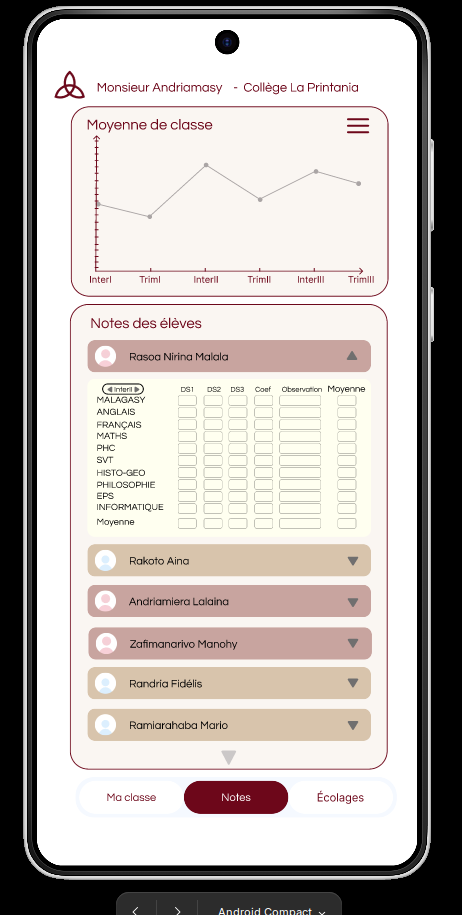 Monsieur Andriamasy - Collège La Printania
Moyenne de classe
InterI TrimI InterII TrimII InterIII TrimIII
Notes des élèves
Rasoa Nirina Malala
InterII DS1 DS2 DS3 Coef Observation Moyenne
MALAGASY
ANGLAIS
FRANÇAIS
MATHS
PHC
SVT
HISTO-GEO
PHILOSOPHIE
EPS
INFORMATIQUE
Moyenne
Rakoto Aina
Andriamiera Lalaina
Zafimanarivo Manohy
Randria Fidélis
Ramiarahaba Mario
Ma classe Notes Écolages
Android Compact